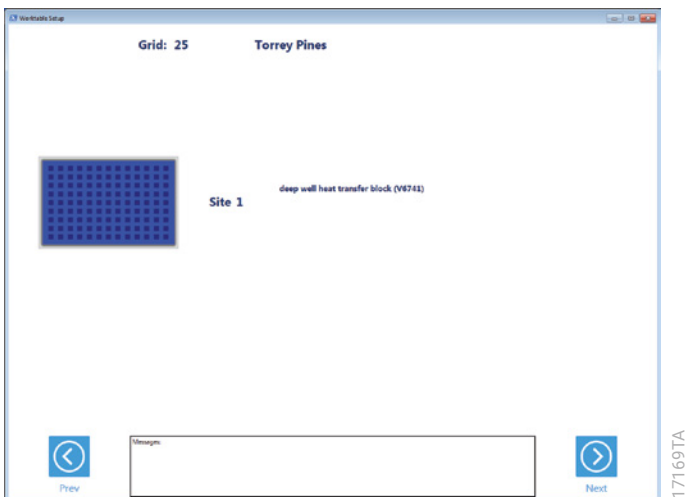 Worktable Setup
Grid: 25 Torrey Pines
deep well heat transfer block (V6741)
Site 1
Messages:
Prev
Next
17169TA